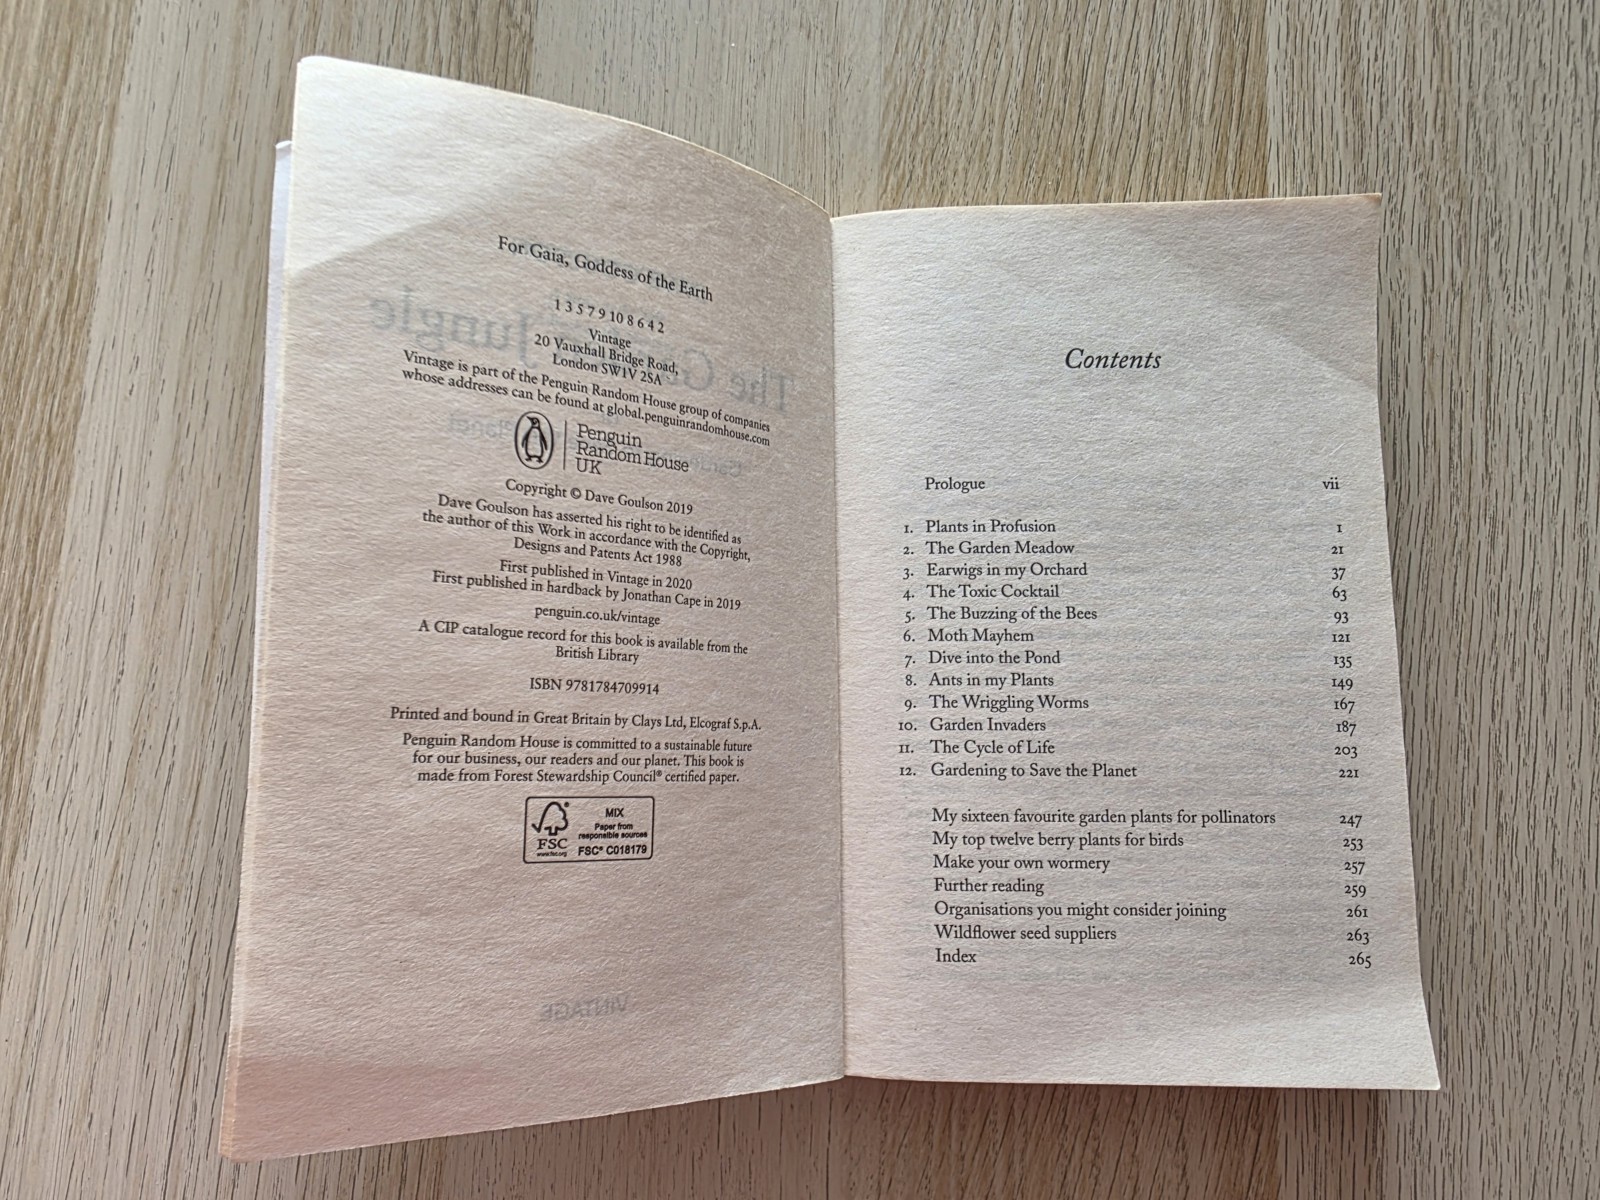 For Gaia, Goddess of the Earth
1 3 5 7 9 10 8 6 4 2
Vintage
20 Vauxhall Bridge Road,
London SW1V 2SA
Vintage is part of the Penguin Random House group of companies
whose addresses can be found at global.penguinrandomhouse.com
Penguin
Random House
UK
Copyright © Dave Goulson 2019
Dave Goulson has asserted his right to be identified as
the author of this Work in accordance with the Copyright,
Designs and Patents Act 1988
First published in Vintage in 2020
First published in hardback by Jonathan Cape in 2019
penguin.co.uk/vintage
A CIP catalogue record for this book is available from the
British Library
ISBN 9781784709914
Printed and bound in Great Britain by Clays Ltd, Elcograf S.p.A.
Penguin Random House is committed to a sustainable future
for our business, our readers and our planet. This book is
made from Forest Stewardship Council® certified paper.
FSC
www.fsc.org
MIX
Paper from
responsible sources
FSC® C018179
Contents
Prologue vii
1. Plants in Profusion 1
2. The Garden Meadow 21
3. Earwigs in my Orchard 37
4. The Toxic Cocktail 63
5. The Buzzing of the Bees 93
6. Moth Mayhem 121
7. Dive into the Pond 135
8. Ants in my Plants 149
9. The Wriggling Worms 167
10. Garden Invaders 187
11. The Cycle of Life 203
12. Gardening to Save the Planet 221
My sixteen favourite garden plants for pollinators 247
My top twelve berry plants for birds 253
Make your own wormery 257
Further reading 259
Organisations you might consider joining 261
Wildflower seed suppliers 263
Index 265